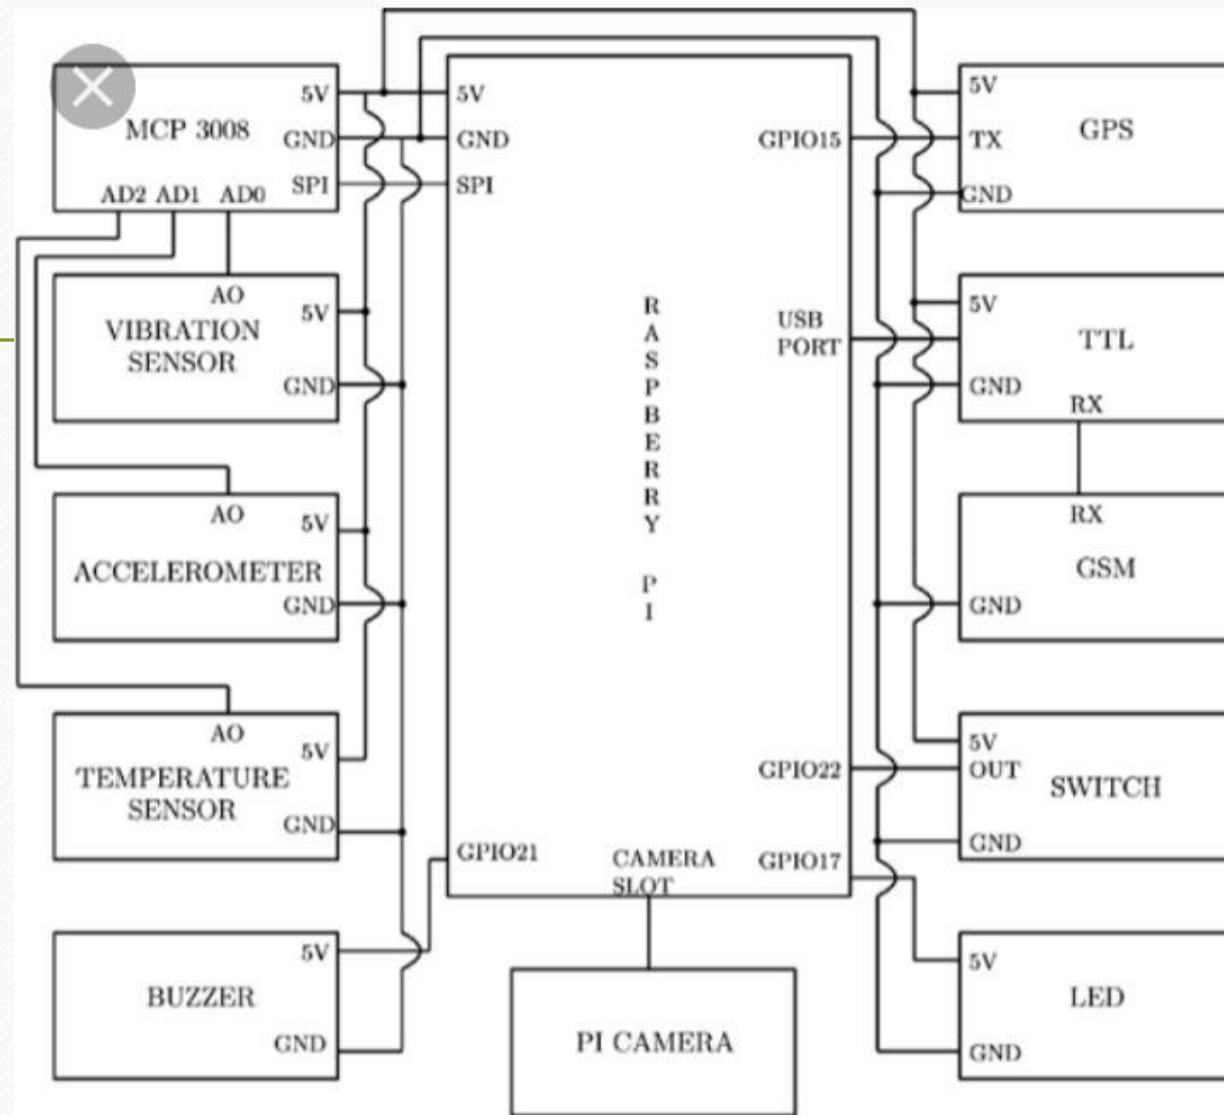 5V
MCP 3008
GND
SPI
AD2 AD1 AD0
AO
5V
VIBRATION
SENSOR
GND
AO
5V
ACCELEROMETER
GND
AO
5V
TEMPERATURE
SENSOR
GND
5V
BUZZER
GND
5V
GND
SPI
GPIO15
R
A
S
P
B
E
R
R
Y
P
I
USB
PORT
GPIO22
GPIO21
CAMERA
SLOT
GPIO17
PI CAMERA
5V
GPS
TX
GND
5V
TTL
GND
RX
RX
GSM
GND
5V
OUT
SWITCH
GND
5V
LED
GND